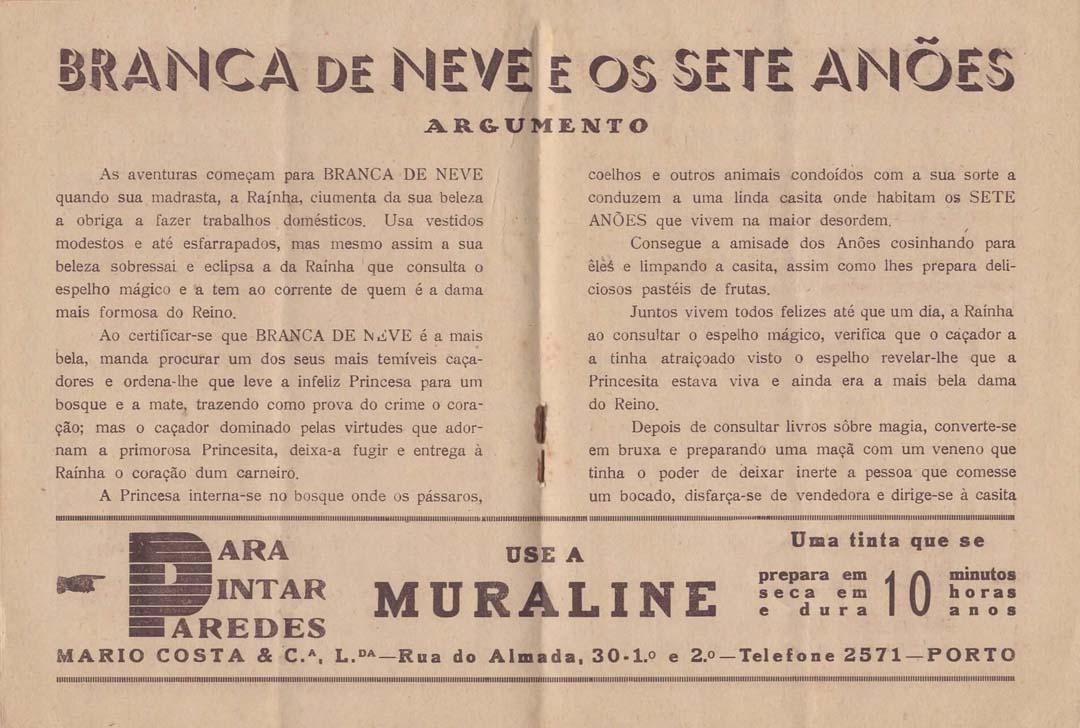 BRANCA DE NEVE E OS SETE ANÕES
ARGUMENTO
As aventuras começam para BRANCA DE NEVE
quando sua madrasta, a Raínha, ciumenta da sua beleza
a obriga a fazer trabalhos domésticos. Usa vestidos
modestos e até esfarrapados, mas mesmo assim a sua
beleza sobressai e eclipsa a da Raínha que consulta o
espelho mágico e a tem ao corrente de quem é a dama
mais formosa do Reino.
Ao certificar-se que BRANCA DE NEVE é a mais
bela, manda procurar um dos seus mais temíveis caça-
dores e ordena-lhe que leve a infeliz Princesa para um
bosque e a mate, trazendo como prova do crime o cora-
ção; mas o caçador dominado pelas virtudes que ador-
nam a primorosa Princesita, deixa-a fugir e entrega à
Raínha o coração dum carneiro.
A Princesa interna-se no bosque onde os pássaros,
coelhos e outros animais condoídos com a sua sorte a
conduzem a uma linda casita onde habitam os SETE
ANÕES que vivem na maior desordem.
Consegue a amisade dos Anões cosinhando para
êles e limpando a casita, assim como lhes prepara deli-
ciosos pastéis de frutas.
Juntos vivem todos felizes até que um dia, a Raínha
ao consultar o espelho mágico, verifica que o caçador a
a tinha atraiçoado visto o espelho revelar-lhe que a
Princesita estava viva e ainda era a mais bela dama
do Reino.
Depois de consultar livros sôbre magia, converte-se
em bruxa e preparando uma maçã com um veneno que
tinha o poder de deixar inerte a pessoa que comesse
um bocado, disfarça-se de vendedora e dirige-se à casita
PARA
PINTAR
PAREDES
USE A
MURALINE
Uma tinta que se
prepara em 10 minutos
seca em horas
e dura anos
MARIO COSTA & C.ᴬ, L.ᴰᴬ—Rua do Almada, 30-1.º e 2.º—Telefone 2571—PORTO